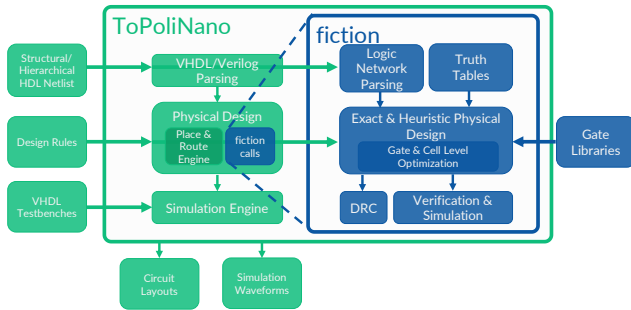 ToPoliNano
fiction
Structural/
Hierarchical
HDL Netlist
VHDL/Verilog
Parsing
Logic
Network
Parsing
Truth
Tables
Design Rules
Physical Design
Place &
Route
Engine
fiction
calls
Exact & Heuristic Physical
Design
Gate & Cell Level
Optimization
Gate
Libraries
VHDL
Testbenches
Simulation Engine
DRC
Verification &
Simulation
Circuit
Layouts
Simulation
Waveforms